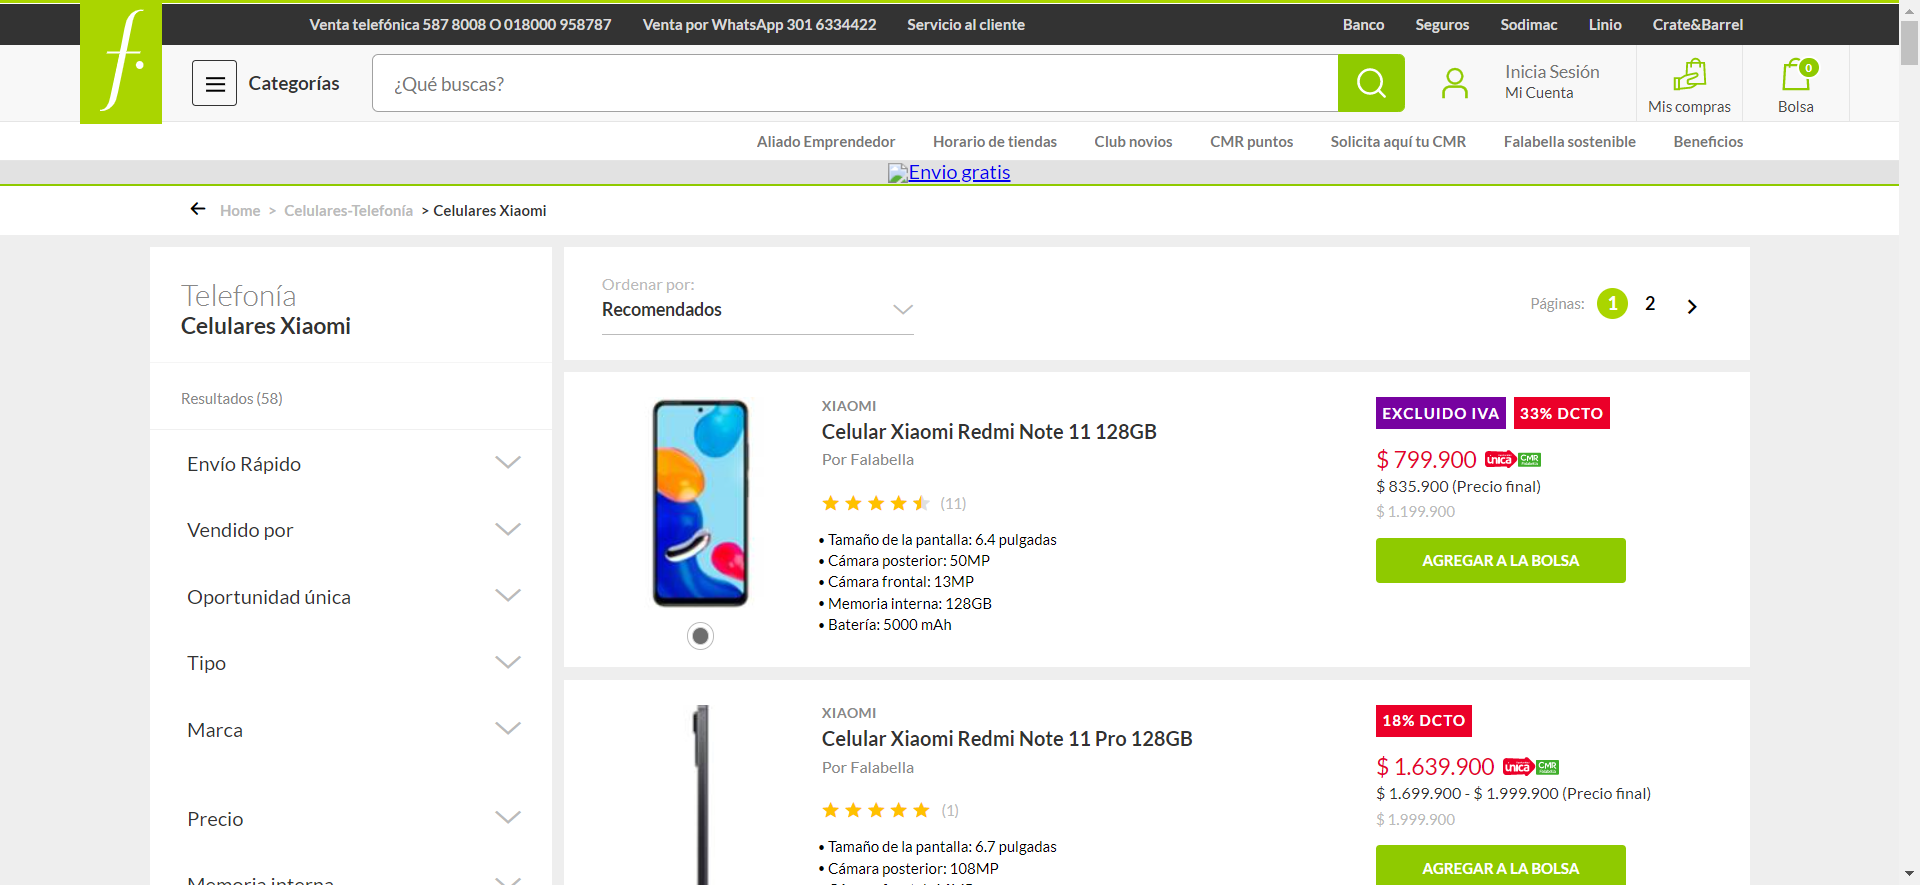 Venta telefónica 587 8008 O 018000 958787 Venta por WhatsApp 301 6334422 Servicio al cliente Banco Seguros Sodimac Linio Crate&Barrel
f.
Categorías ¿Qué buscas? Inicia Sesión
Mi Cuenta
Mis compras
0
Bolsa
Aliado Emprendedor Horario de tiendas Club novios CMR puntos Solicita aquí tu CMR Falabella sostenible Beneficios
Envio gratis
Home > Celulares-Telefonía > Celulares Xiaomi
Telefonía
Celulares Xiaomi
Resultados (58)
Envío Rápido
Vendido por
Oportunidad única
Tipo
Marca
Precio
Memoria interna
Ordenar por:
Recomendados
Páginas: 1 2
XIAOMI
Celular Xiaomi Redmi Note 11 128GB
Por Falabella
(11)
• Tamaño de la pantalla: 6.4 pulgadas
• Cámara posterior: 50MP
• Cámara frontal: 13MP
• Memoria interna: 128GB
• Batería: 5000 mAh
EXCLUIDO IVA 33% DCTO
$ 799.900 única CMR
$ 835.900 (Precio final)
$ 1.199.900
AGREGAR A LA BOLSA
XIAOMI
Celular Xiaomi Redmi Note 11 Pro 128GB
Por Falabella
(1)
• Tamaño de la pantalla: 6.7 pulgadas
• Cámara posterior: 108MP
18% DCTO
$ 1.639.900 única CMR
$ 1.699.900 - $ 1.999.900 (Precio final)
$ 1.999.900
AGREGAR A LA BOLSA